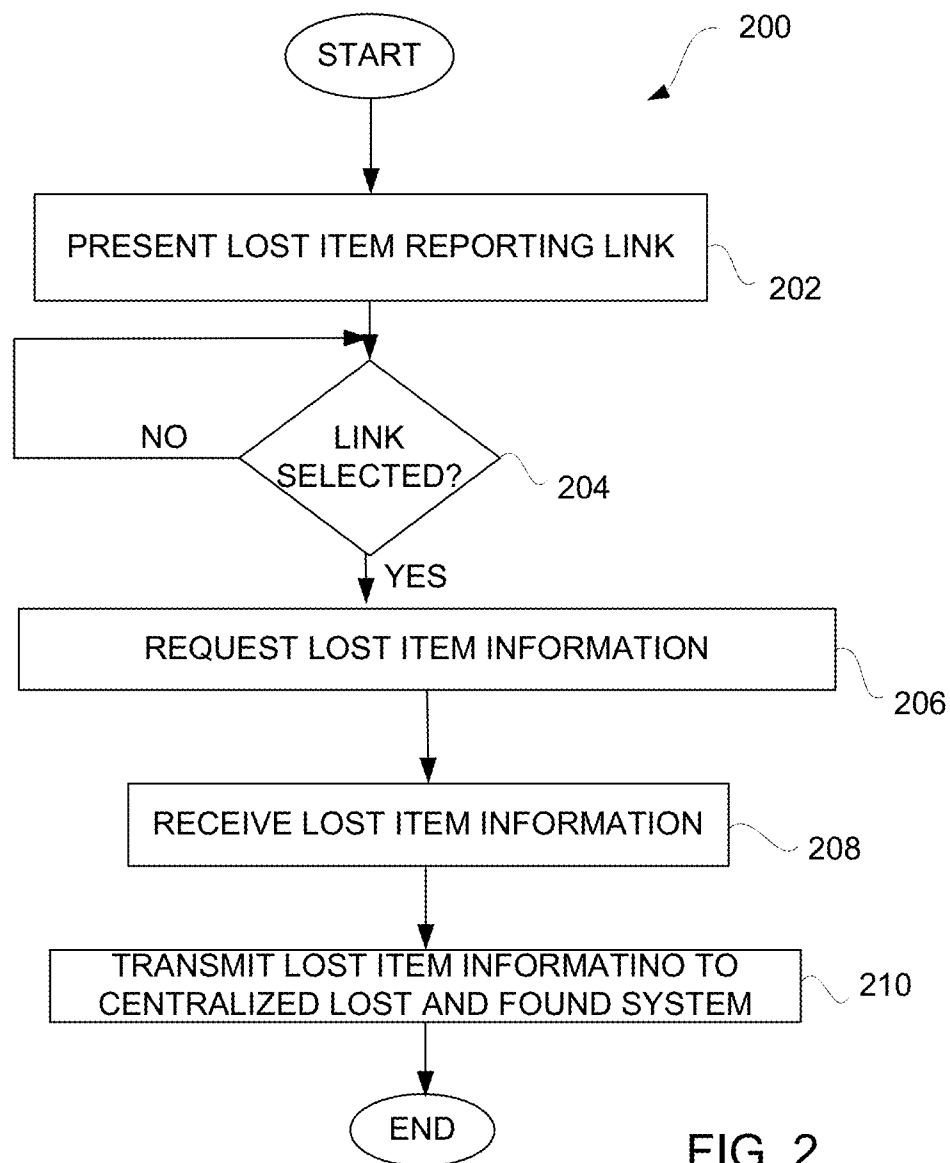 START
200
PRESENT LOST ITEM REPORTING LINK
202
NO
LINK
SELECTED?
204
YES
REQUEST LOST ITEM INFORMATION
206
RECEIVE LOST ITEM INFORMATION
208
TRANSMIT LOST ITEM INFORMATINO TO
CENTRALIZED LOST AND FOUND SYSTEM
210
END
FIG. 2